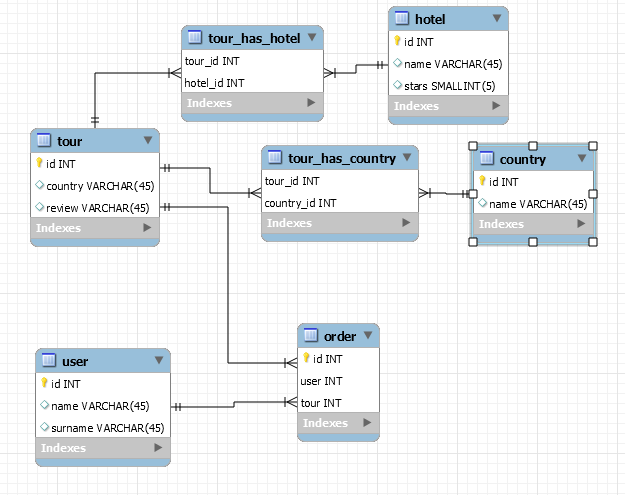 tour_has_hotel
tour_id INT
hotel_id INT
Indexes
hotel
id INT
name VARCHAR(45)
stars SMALLINT(5)
Indexes
tour
id INT
country VARCHAR(45)
review VARCHAR(45)
Indexes
tour_has_country
tour_id INT
country_id INT
Indexes
country
id INT
name VARCHAR(45)
Indexes
user
id INT
name VARCHAR(45)
surname VARCHAR(45)
Indexes
order
id INT
user INT
tour INT
Indexes